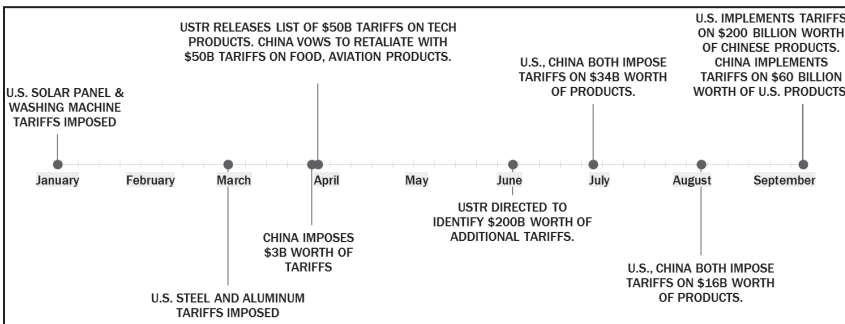 USTR RELEASES LIST OF $50B TARIFFS ON TECH
PRODUCTS. CHINA VOWS TO RETALIATE WITH
$50B TARIFFS ON FOOD, AVIATION PRODUCTS.
U.S. IMPLEMENTS TARIFFS
ON $200 BILLION WORTH
OF CHINESE PRODUCTS.
CHINA IMPLEMENTS
TARIFFS ON $60 BILLION
WORTH OF U.S. PRODUCTS
U.S., CHINA BOTH IMPOSE
TARIFFS ON $34B WORTH
OF PRODUCTS.
U.S. SOLAR PANEL &
WASHING MACHINE
TARIFFS IMPOSED
January February March April May June July August September
USTR DIRECTED TO
IDENTIFY $200B WORTH OF
ADDITIONAL TARIFFS.
CHINA IMPOSES
$3B WORTH OF
TARIFFS
U.S., CHINA BOTH IMPOSE
TARIFFS ON $16B WORTH
OF PRODUCTS.
U.S. STEEL AND ALUMINUM
TARIFFS IMPOSED